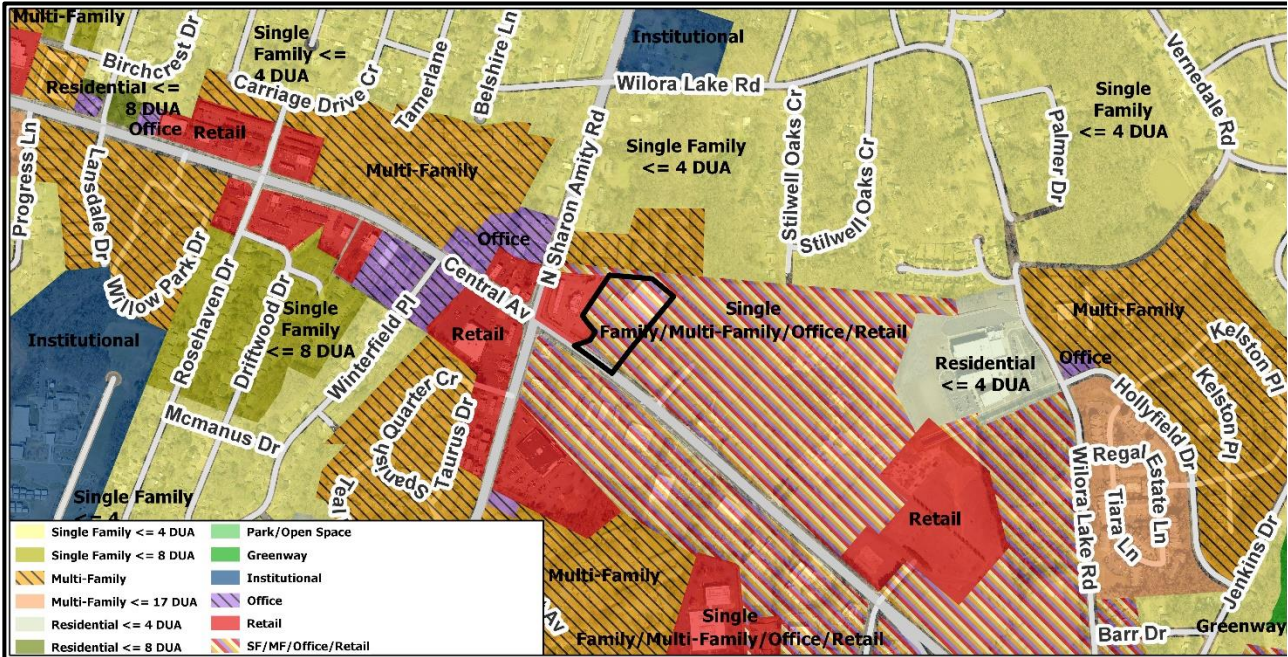 Multi-Family
Birchcrest Dr
Single
Family <=
4 DUA
Carriage Drive Cr
Tamerlane
Belshire Ln
Institutional
Wilora Lake Rd
Vernedale Rd
Residential <=
8 DUA
Office
Retail
Single
Family
<= 4 DUA
Palmer Dr
Single
Family
<= 4 DUA
Progress Ln
Lansdale Dr
Multi-Family
N Sharon Amity Rd
Stilwell Oaks Cr
Stilwell Oaks Cr
Willow Park Dr
Rosehaven Dr
Driftwood Dr
Single
Family
<= 8 DUA
Winterfield Pl
Central Av
Office
Institutional
Retail
Single
Family/Multi-Family/Office/Retail
Residential
<= 4 DUA
Multi-Family
Office
Kelston Pl
Kelston Pl
Hollyfield Dr
Mcmanus Dr
Spanish Quarter Cr
Taurus Dr
Teal
Regal
Estate Ln
Tiara Ln
Wilora Lake Rd
Single Family
Retail
Jenkins Dr
Multi-Family
Av
Single
Family/Multi-Family/Office/Retail
Barr Dr
Greenway
Single Family <= 4 DUA
Single Family <= 8 DUA
Multi-Family
Multi-Family <= 17 DUA
Residential <= 4 DUA
Residential <= 8 DUA
Park/Open Space
Greenway
Institutional
Office
Retail
SF/MF/Office/Retail